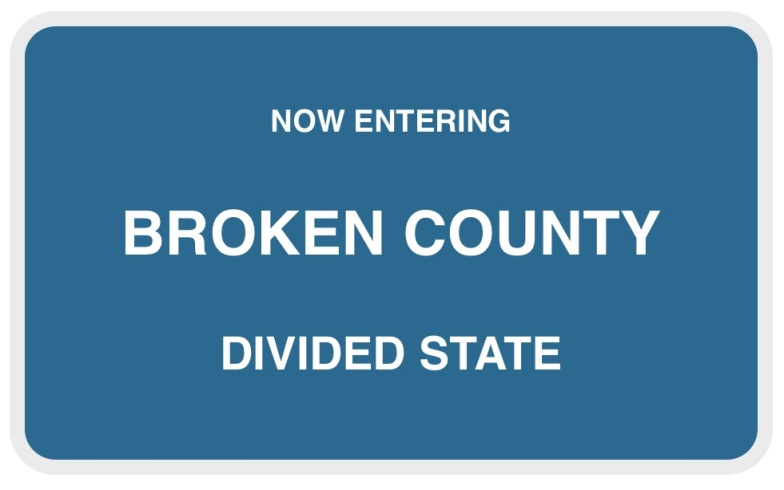 NOW ENTERING
BROKEN COUNTY
DIVIDED STATE